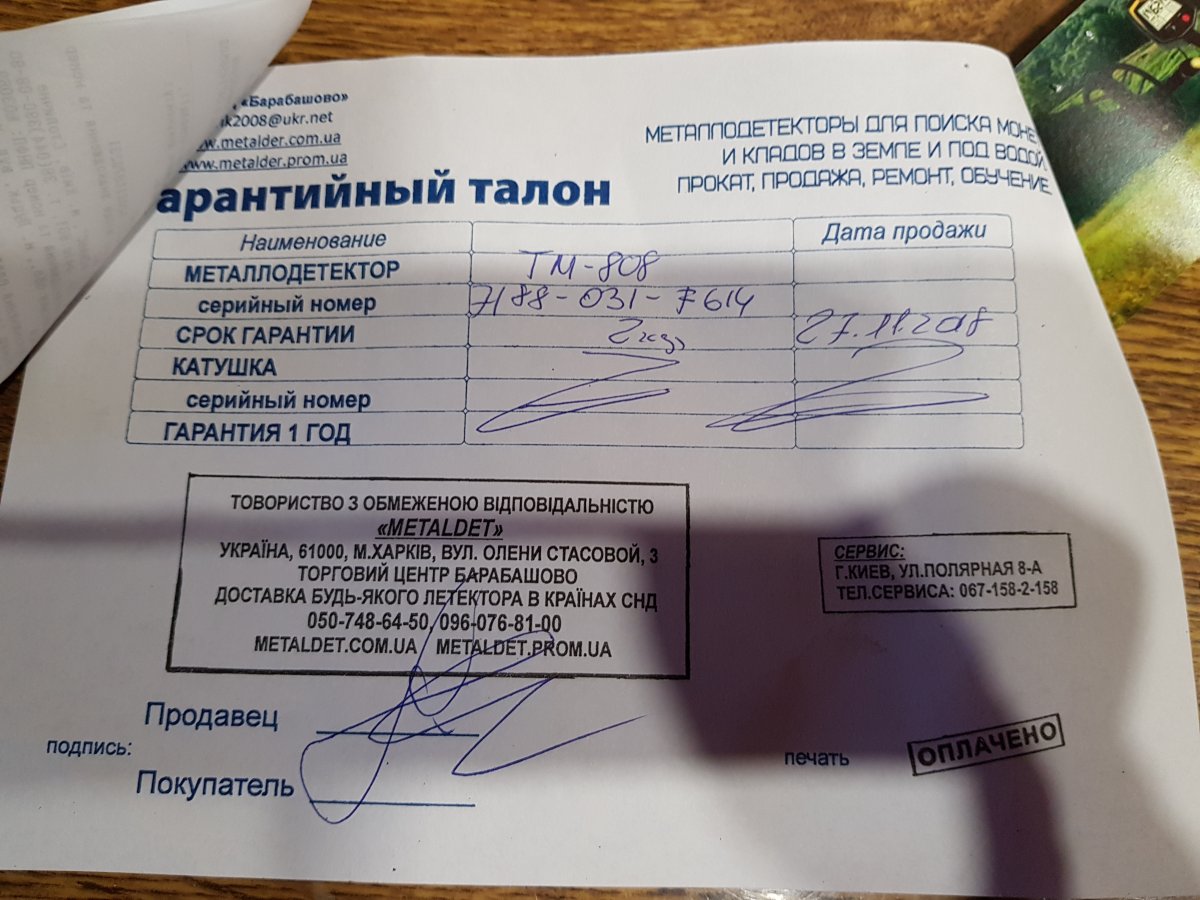 «Барабашово»
k2008@ukr.net
www.metalder.com.ua
www.metalder.prom.ua
арантийный талон
МЕТАЛЛОДЕТЕКТОРЫ ДЛЯ ПОИСКА МОНЕ
И КЛАДОВ В ЗЕМЛЕ И ПОД ВОДОЙ.
ПРОКАТ, ПРОДАЖА, РЕМОНТ, ОБУЧЕНИЕ
Наименование Дата продажи
МЕТАЛЛОДЕТЕКТОР ТМ-808
серийный номер 7188-031-7614
СРОК ГАРАНТИИ 27.11.2018
КАТУШКА
серийный номер
ГАРАНТИЯ 1 ГОД
ТОВОРИСТВО З ОБМЕЖЕНОЮ ВІДПОВІДАЛЬНІСТЮ
«METALDET»
УКРАЇНА, 61000, М.ХАРКІВ, ВУЛ. ОЛЕНИ СТАСОВОЙ, 3
ТОРГОВИЙ ЦЕНТР БАРАБАШОВО
ДОСТАВКА БУДЬ-ЯКОГО ЛЕТЕКТОРА В КРАЇНАХ СНД
050-748-64-50, 096-076-81-00
METALDET.COM.UA METALDET.PROM.UA
СЕРВИС:
Г.КИЕВ, УЛ.ПОЛЯРНАЯ 8-А
ТЕЛ.СЕРВИСА: 067-158-2-158
Продавец
подпись:
Покупатель
печать
ОПЛАЧЕНО